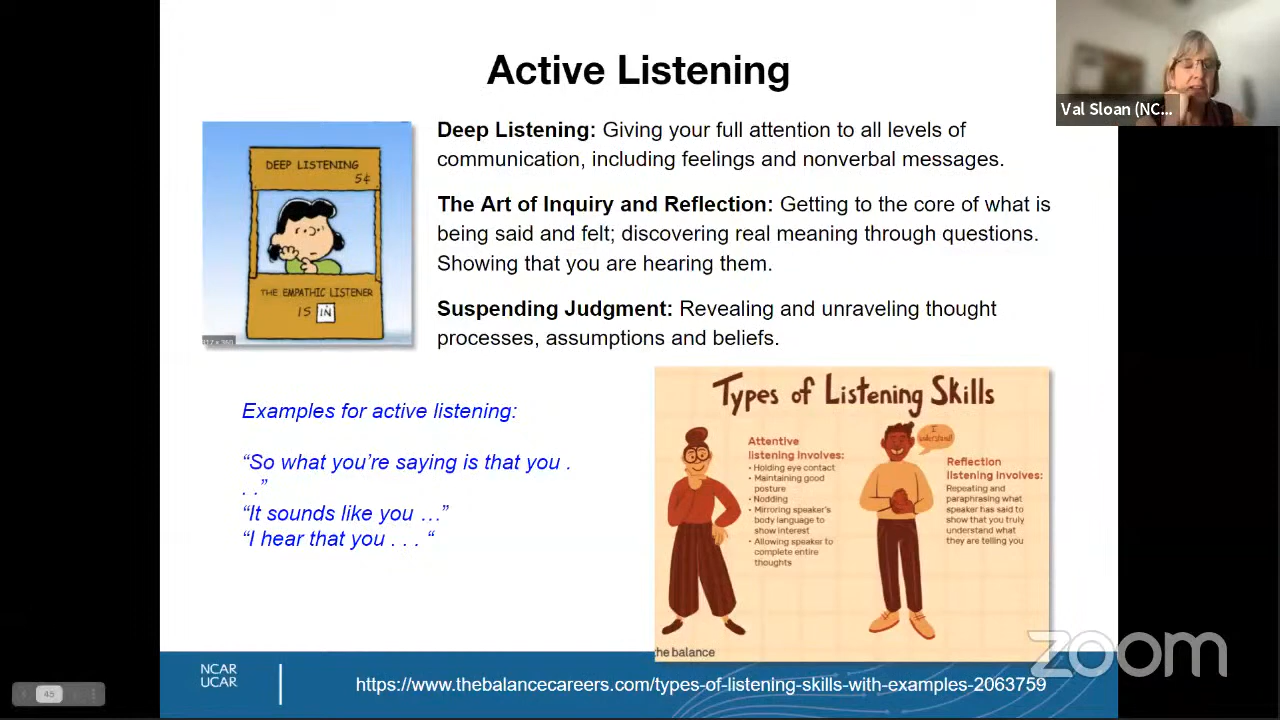 Active Listening
Val Sloan (NC...
DEEP LISTENING
5¢
THE EMPATHIC LISTENER
IS IN
Deep Listening: Giving your full attention to all levels of
communication, including feelings and nonverbal messages.
The Art of Inquiry and Reflection: Getting to the core of what is
being said and felt; discovering real meaning through questions.
Showing that you are hearing them.
Suspending Judgment: Revealing and unraveling thought
processes, assumptions and beliefs.
Examples for active listening:
“So what you’re saying is that you .
. .”
“It sounds like you …”
“I hear that you . . . “
Types of Listening Skills
Attentive
listening involves:
• Holding eye contact
• Maintaining good
posture
• Nodding
• Mirroring speaker's
body language to
show interest
• Allowing speaker to
complete entire
thoughts
I
understand!
Reflection
listening involves:
Repeating and
paraphrasing what
speaker has said to
show that you truly
understand what
they are telling you
the balance
zoom
NCAR
UCAR
https://www.thebalancecareers.com/types-of-listening-skills-with-examples-2063759
45